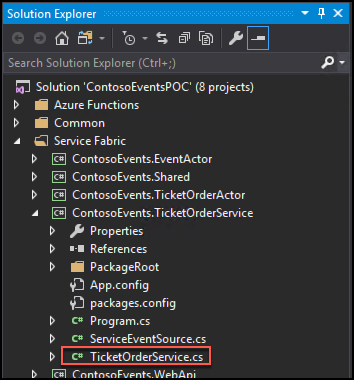 Solution Explorer
Search Solution Explorer (Ctrl+;)
Solution 'ContosoEventsPOC' (8 projects)
Azure Functions
Common
Service Fabric
C# ContosoEvents.EventActor
C# ContosoEvents.Shared
C# ContosoEvents.TicketOrderActor
C# ContosoEvents.TicketOrderService
Properties
References
PackageRoot
App.config
packages.config
C# Program.cs
C# ServiceEventSource.cs
C# TicketOrderService.cs
C# ContosoEvents.WebApi